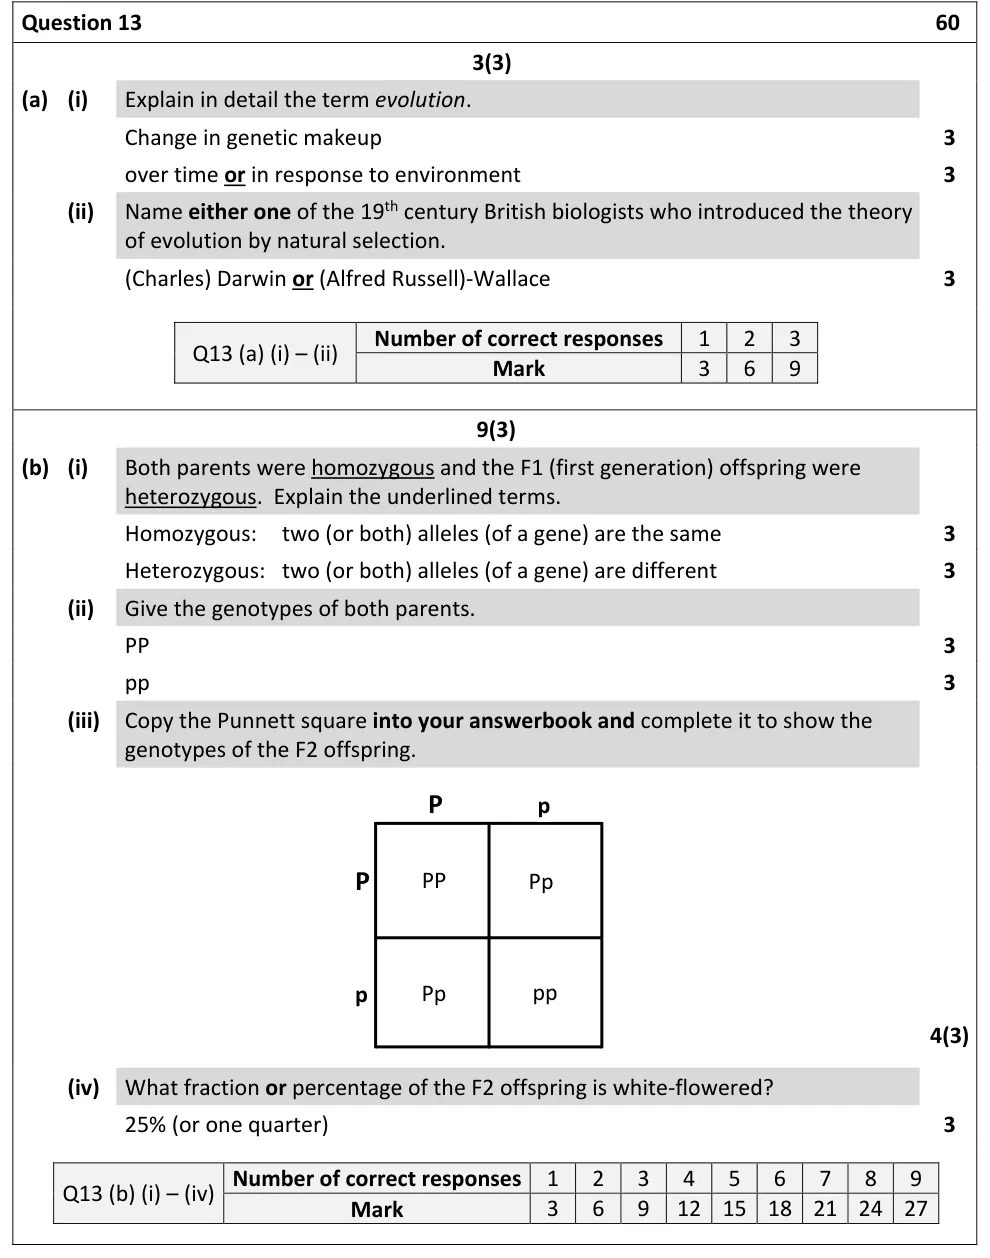 Question 13 60
3(3)
(a) (i) Explain in detail the term evolution.
Change in genetic makeup 3
over time or in response to environment 3
(ii) Name either one of the 19th century British biologists who introduced the theory
of evolution by natural selection.
(Charles) Darwin or (Alfred Russell)-Wallace 3
Q13 (a) (i) – (ii)
Number of correct responses 1 2 3
Mark 3 6 9
9(3)
(b) (i) Both parents were homozygous and the F1 (first generation) offspring were
heterozygous. Explain the underlined terms.
Homozygous: two (or both) alleles (of a gene) are the same 3
Heterozygous: two (or both) alleles (of a gene) are different 3
(ii) Give the genotypes of both parents.
PP 3
pp 3
(iii) Copy the Punnett square into your answerbook and complete it to show the
genotypes of the F2 offspring.
P p
P PP Pp
p Pp pp
4(3)
(iv) What fraction or percentage of the F2 offspring is white-flowered?
25% (or one quarter) 3
Q13 (b) (i) – (iv)
Number of correct responses 1 2 3 4 5 6 7 8 9
Mark 3 6 9 12 15 18 21 24 27